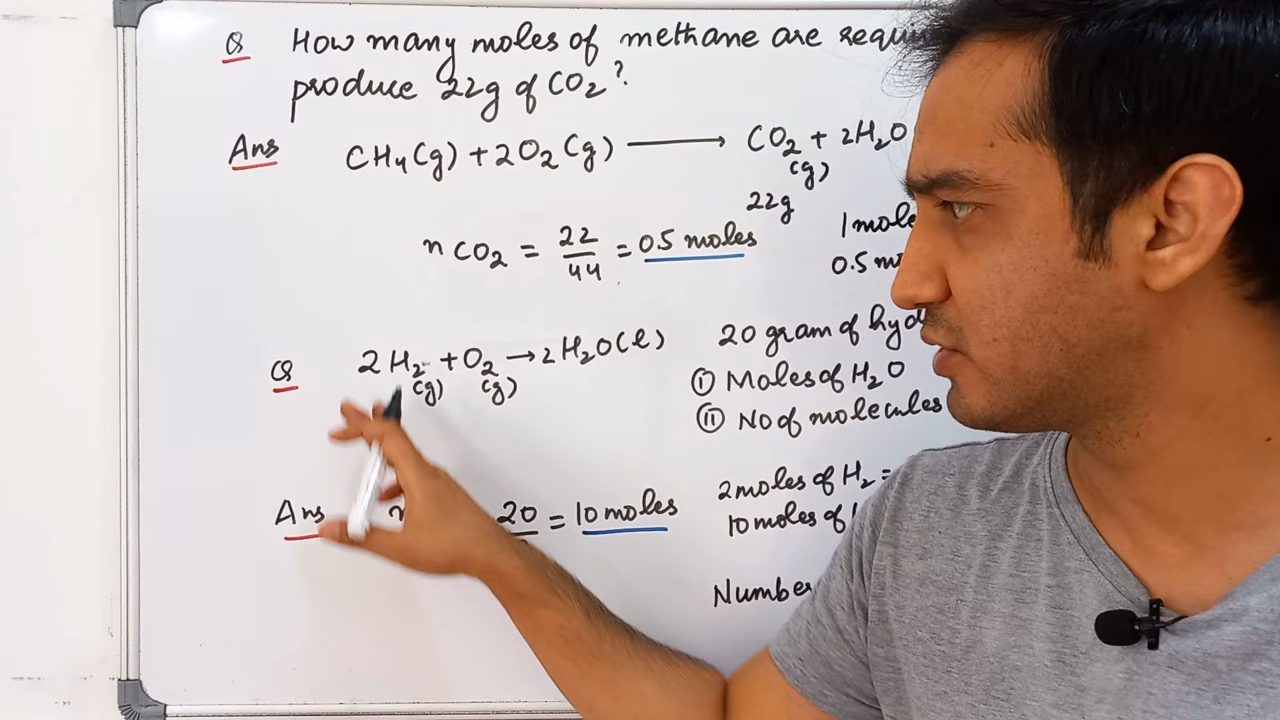 Q How many moles of methane are
produce 22g of CO2?
Ans CH4(g) + 2O2(g) ⟶ CO2 + 2H2O
(g)
22g
nCO2 = 22/44 = 0.5 moles
1 mole
0.5
Q 2H2 + O2 → 2H2O(l)
(g) (g)
20 gram of
(i) Moles of H2O
(ii) No of molecules
Ans n 20 = 10 moles
2 moles of H2 =
10 moles of
Number